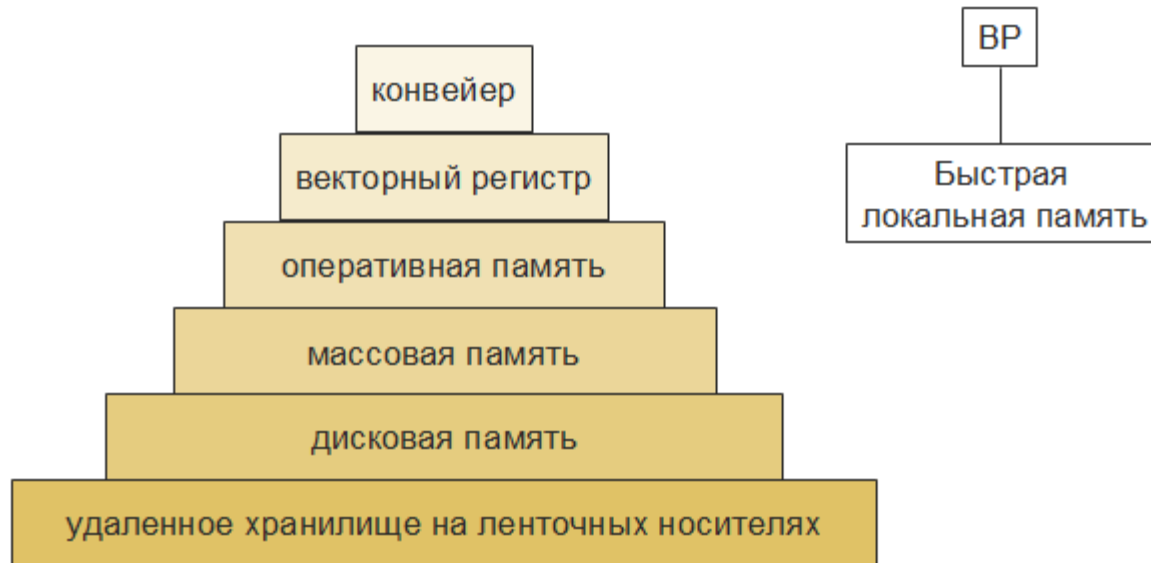 конвейер
векторный регистр
оперативная память
массовая память
дисковая память
удаленное хранилище на ленточных носителях
ВР
Быстрая
локальная память